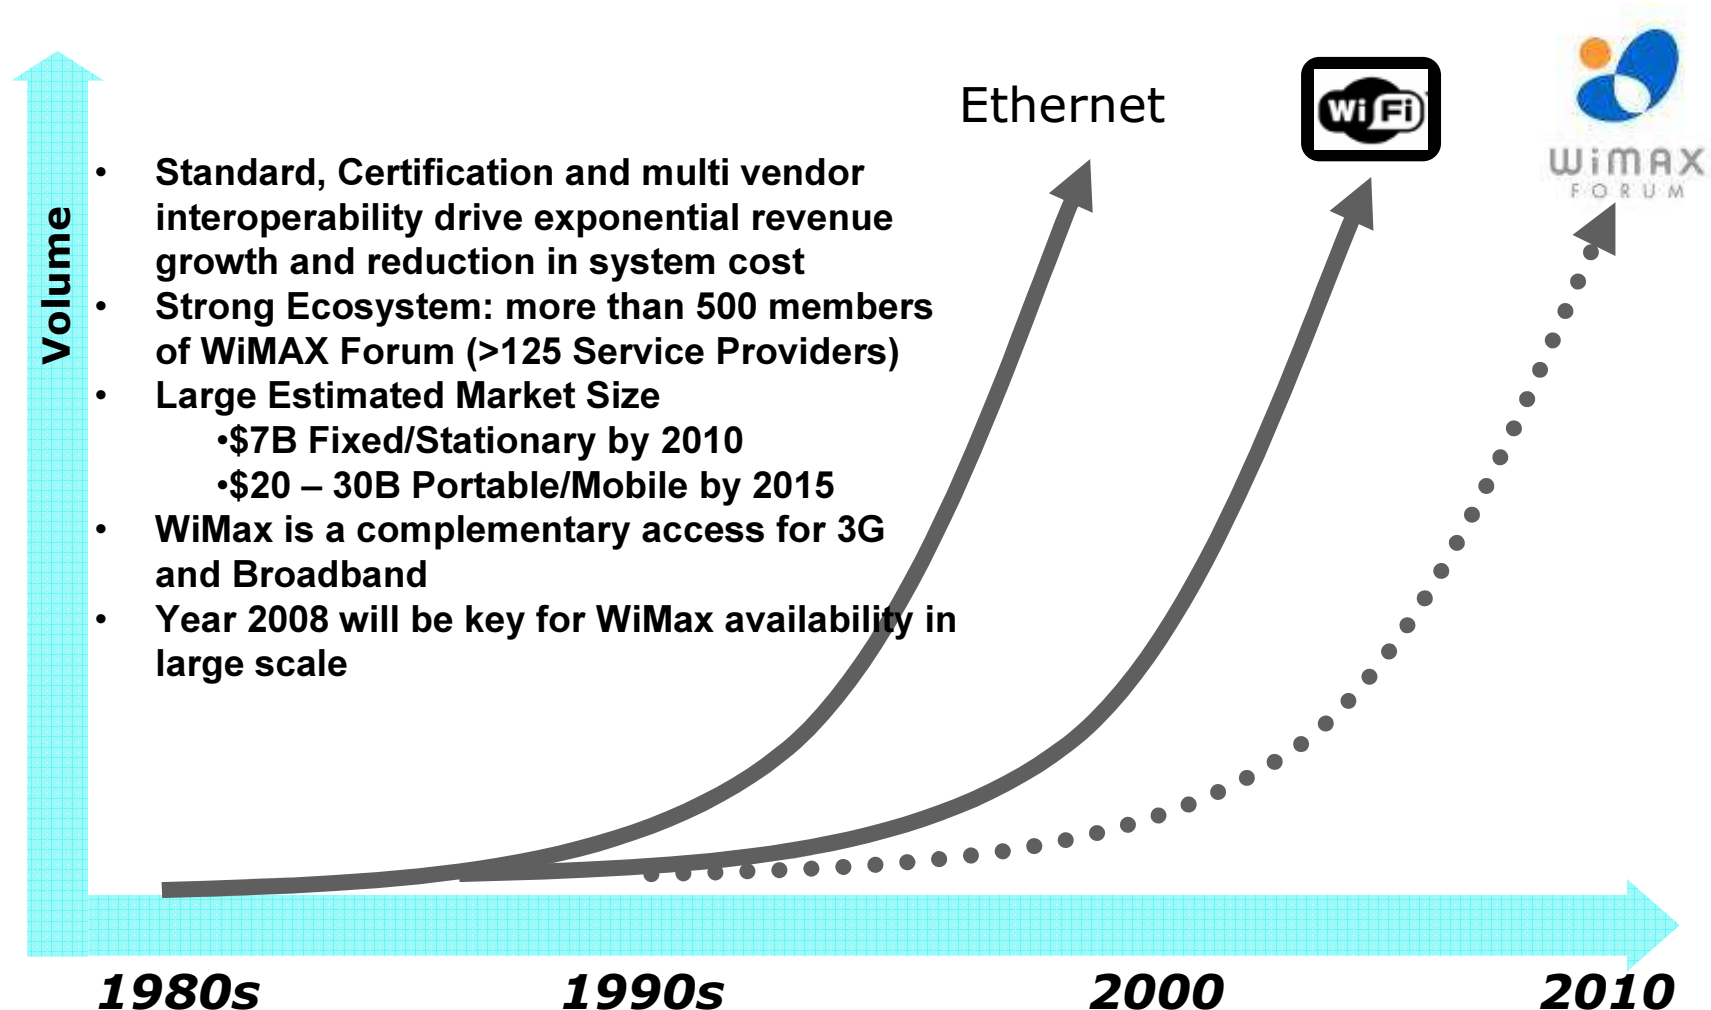 Ethernet
Wi Fi
WiMAX
FORUM
Volume
• Standard, Certification and multi vendor
interoperability drive exponential revenue
growth and reduction in system cost
• Strong Ecosystem: more than 500 members
of WiMAX Forum (>125 Service Providers)
• Large Estimated Market Size
•$7B Fixed/Stationary by 2010
•$20 – 30B Portable/Mobile by 2015
• WiMax is a complementary access for 3G
and Broadband
• Year 2008 will be key for WiMax availability in
large scale
1980s
1990s
2000
2010